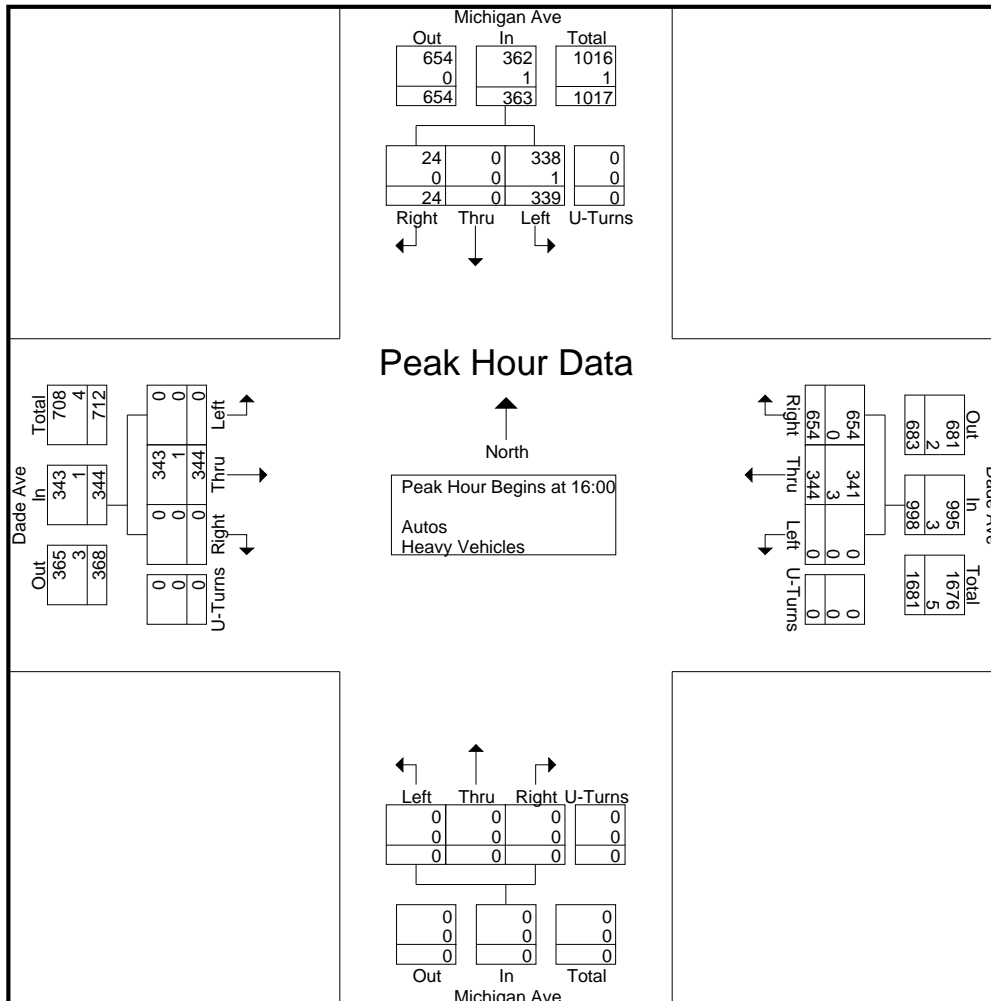 Michigan Ave
Out In Total
654 362 1016
0 1 1
654 363 1017
24 0 338 0
0 0 1 0
24 0 339 0
Right Thru Left U-Turns
Peak Hour Data
North
Peak Hour Begins at 16:00
Autos
Heavy Vehicles
Dade Ave
Total In Out
708 343 365
4 1 3
712 344 368
0 343 0 0
0 1 0 0
0 344 0 0
Left Thru Right U-Turns
Dade Ave
Out In Total
681 995 1676
2 3 5
683 998 1681
654 341 0 0
0 3 0 0
654 344 0 0
Right Thru Left U-Turns
Left Thru Right U-Turns
0 0 0 0
0 0 0 0
0 0 0 0
0 0 0
0 0 0
0 0 0
Out In Total
Michigan Ave